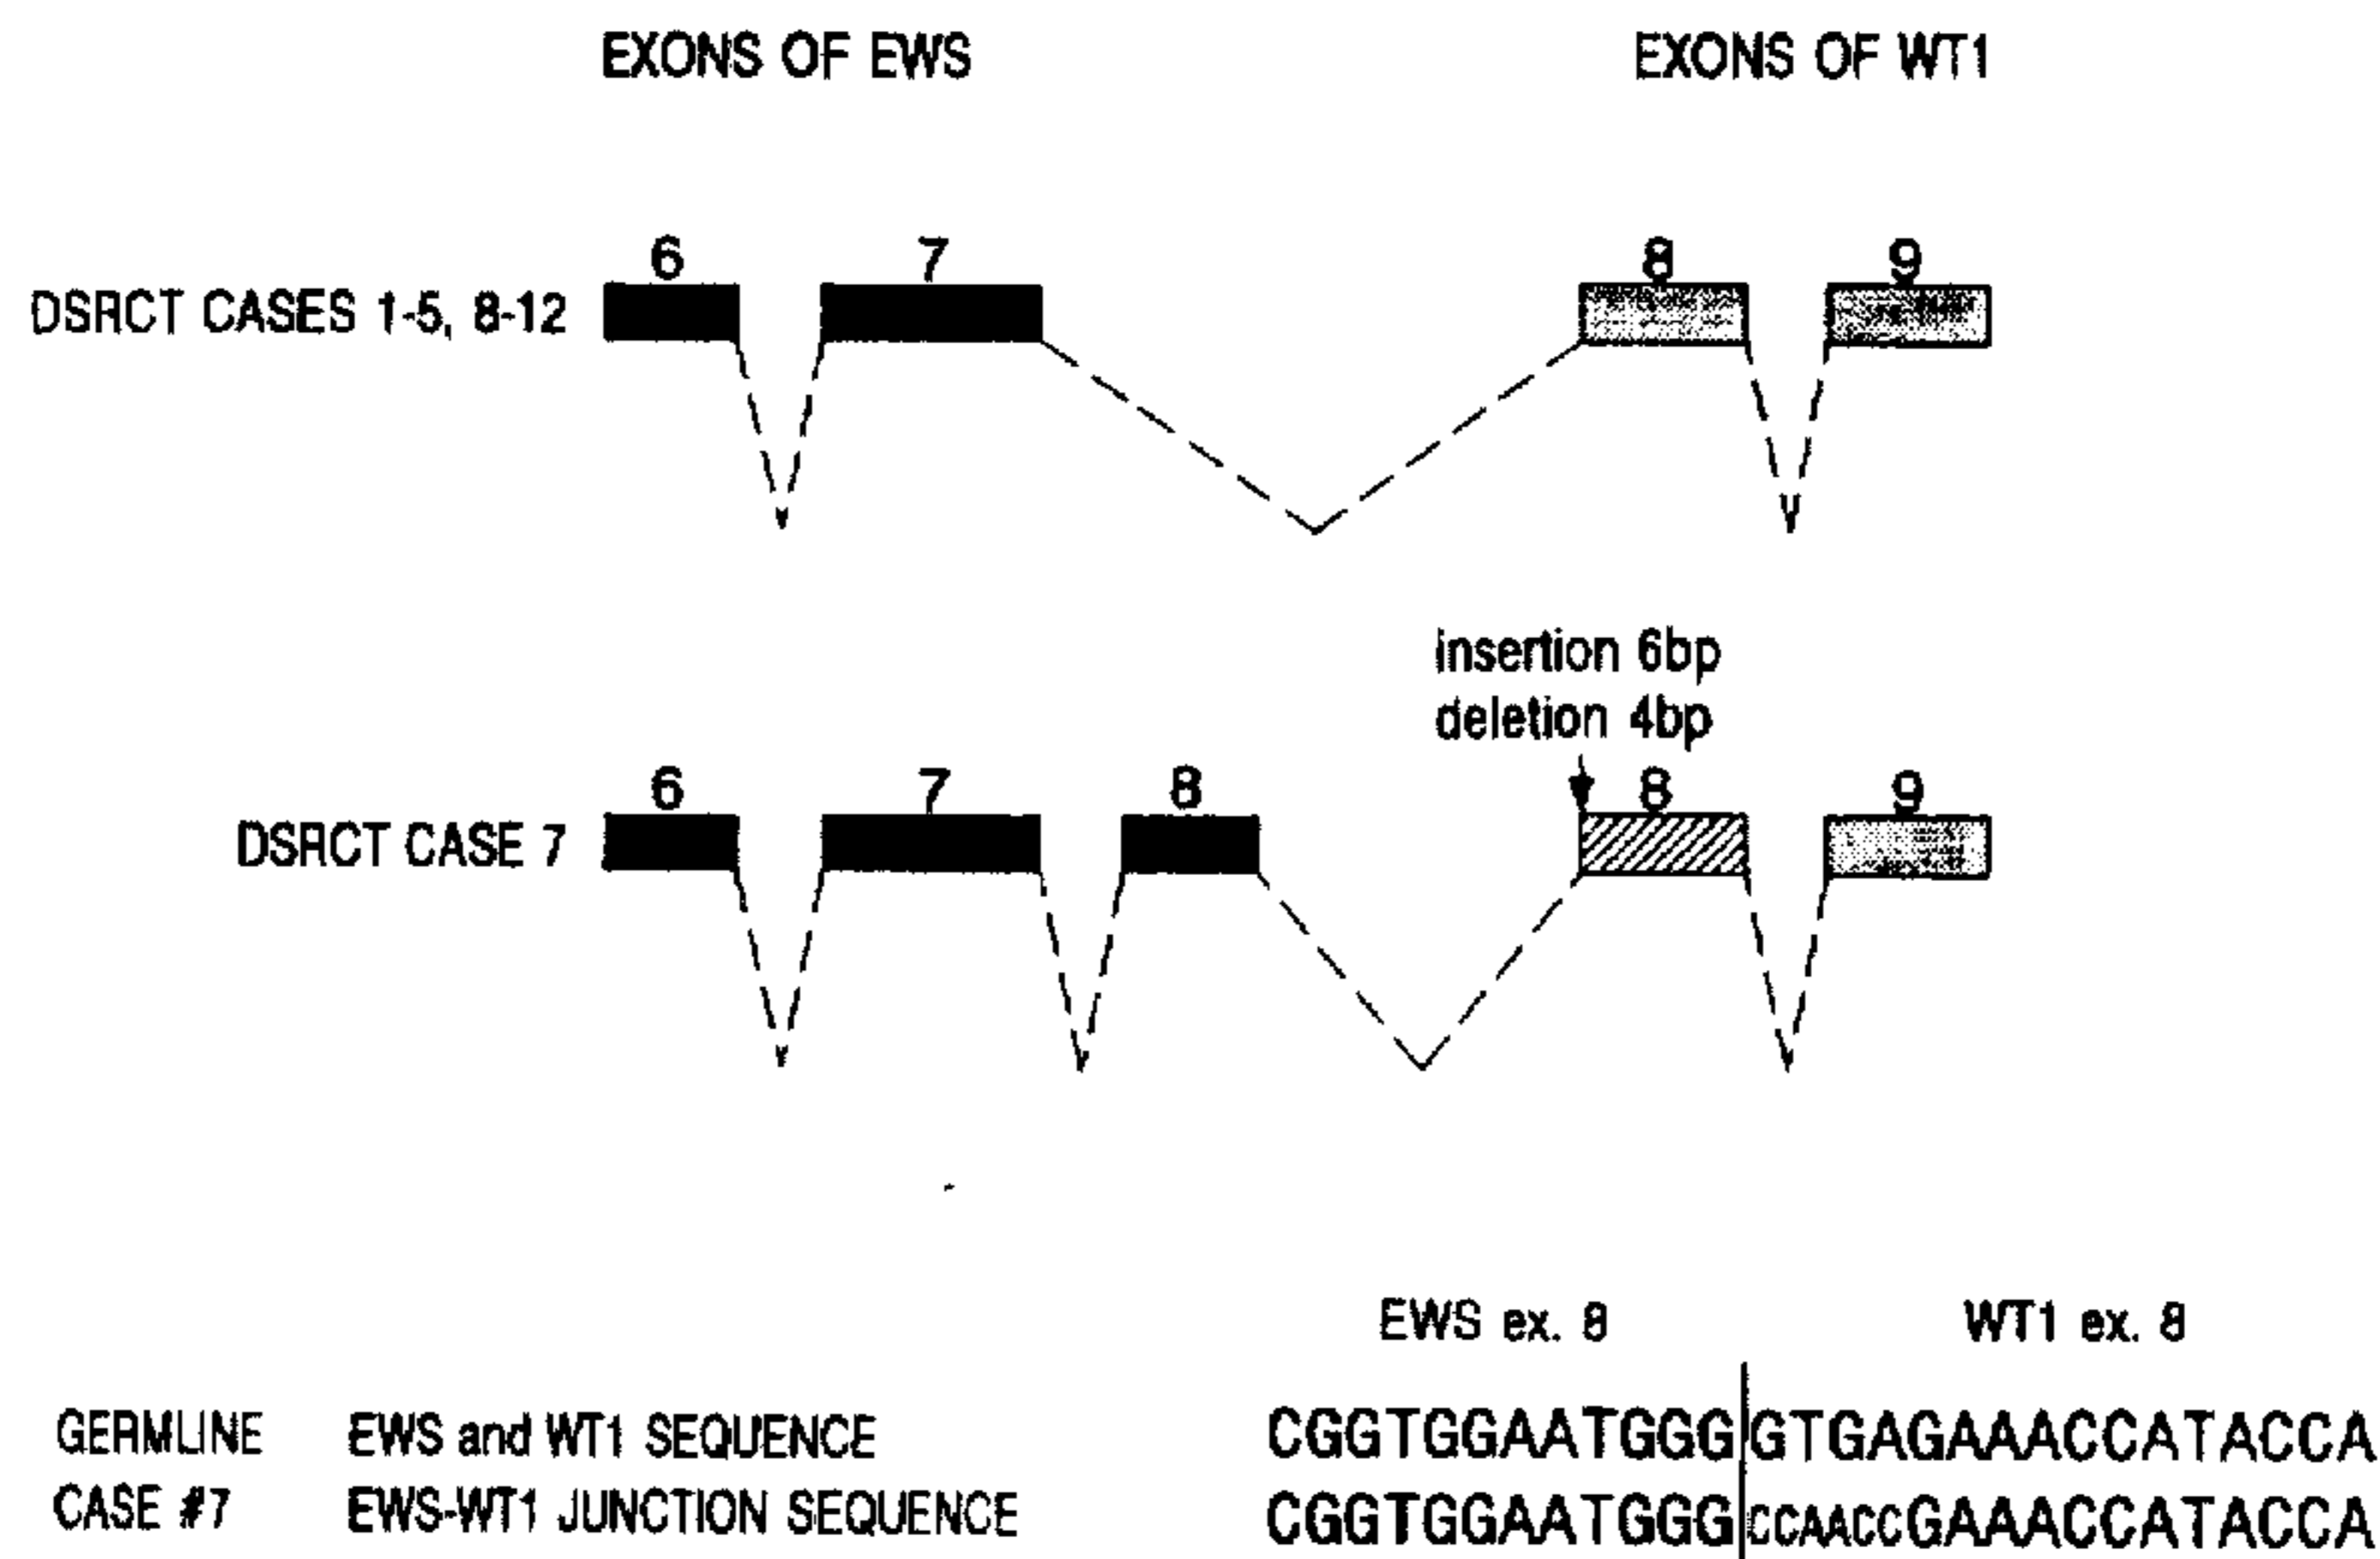 EXONS OF EWS EXONS OF WT1
6 7 8 9
DSRCT CASES 1-5, 8-12
insertion 6bp
deletion 4bp
6 7 8 8 9
DSRCT CASE 7
EWS ex. 8 WT1 ex. 8
GERMLINE EWS and WT1 SEQUENCE CGGTGGAATGGG GTGAGAAACCATACCA
CASE #7 EWS-WT1 JUNCTION SEQUENCE CGGTGGAATGGG CCAACCGAAACCATACCA